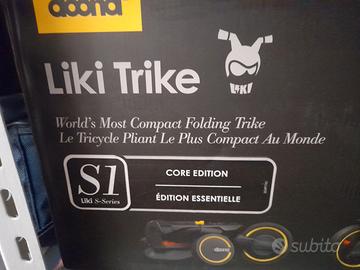 doona
Liki Trike
LiKi
World's Most Compact Folding Trike
Le Tricycle Pliant Le Plus Compact Au Monde
S1
Liki S-Series
CORE EDITION
ÉDITION ESSENTIELLE
subito